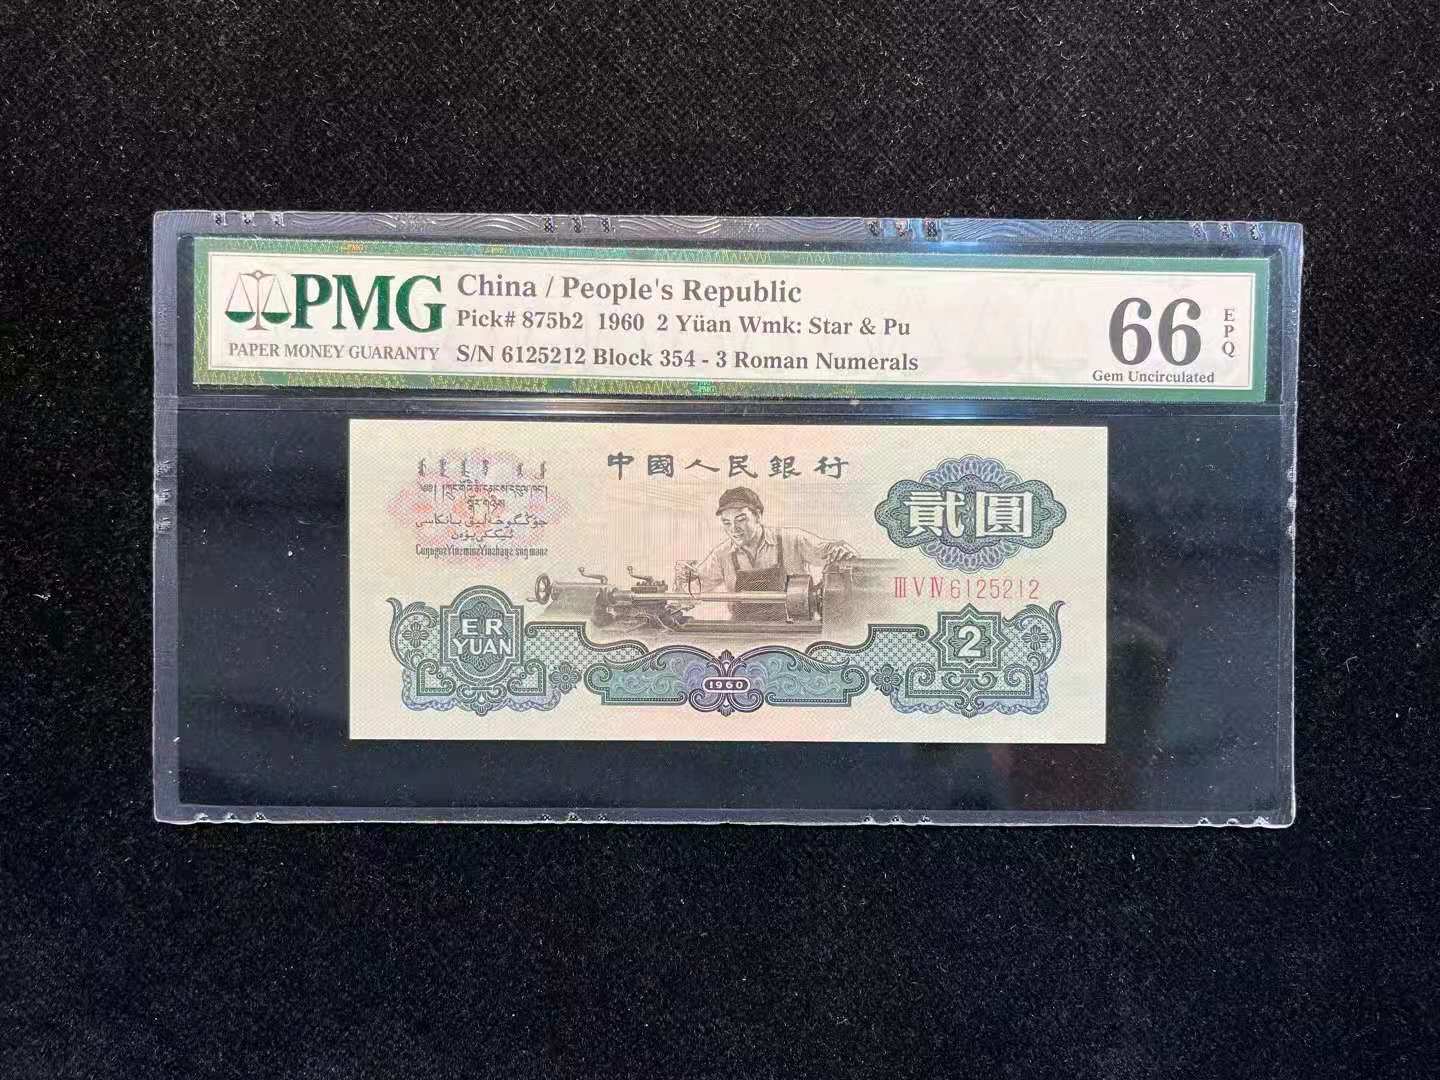 PMG
PAPER MONEY GUARANTY
China / People's Republic
Pick# 875b2 1960 2 Yüan Wmk: Star & Pu
S/N 6125212 Block 354 - 3 Roman Numerals
66
EPQ
Gem Uncirculated
PMG
中國人民銀行
貳圓
ⅢⅤⅣ6125212
ER
YUAN
2
1960